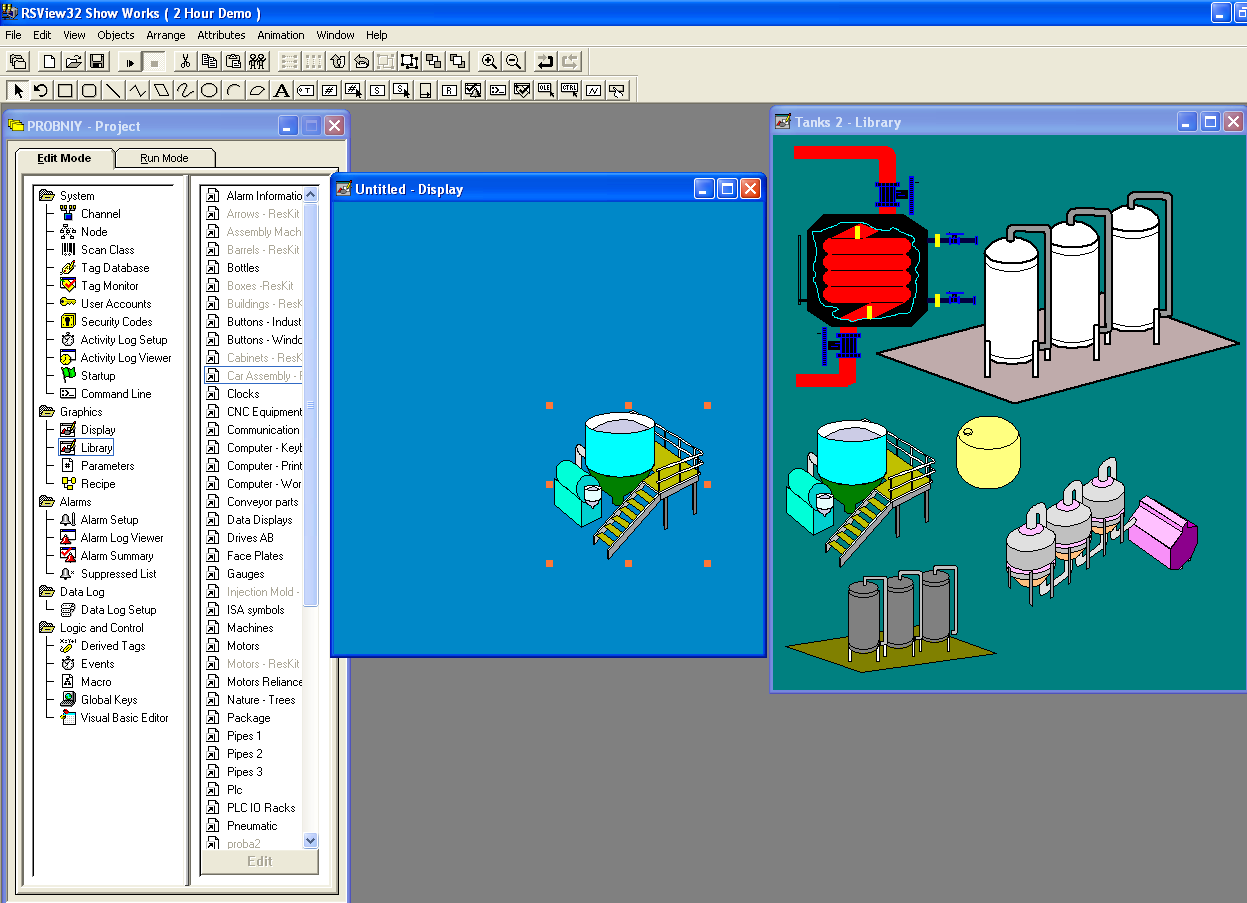 RSView32 Show Works ( 2 Hour Demo )
File Edit View Objects Arrange Attributes Animation Window Help
PROBNIY - Project
Edit Mode Run Mode
System
Channel
Node
Scan Class
Tag Database
Tag Monitor
User Accounts
Security Codes
Activity Log Setup
Activity Log Viewer
Startup
Command Line
Graphics
Display
Library
Parameters
Recipe
Alarms
Alarm Setup
Alarm Log Viewer
Alarm Summary
Suppressed List
Data Log
Data Log Setup
Logic and Control
Derived Tags
Events
Macro
Global Keys
Visual Basic Editor
Alarm Informatio
Arrows - ResKit
Assembly Mach
Barrels - ResKit
Bottles
Boxes -ResKit
Buildings - ResK
Buttons - Indust
Buttons - Windo
Cabinets - ResK
Car Assembly - R
Clocks
CNC Equipment
Communication
Computer - Keyb
Computer - Print
Computer - Wor
Conveyor parts
Data Displays
Drives AB
Face Plates
Gauges
Injection Mold -
ISA symbols
Machines
Motors
Motors - ResKit
Motors Reliance
Nature - Trees
Package
Pipes 1
Pipes 2
Pipes 3
Plc
PLC IO Racks
Pneumatic
proba2
Edit
Untitled - Display
Tanks 2 - Library